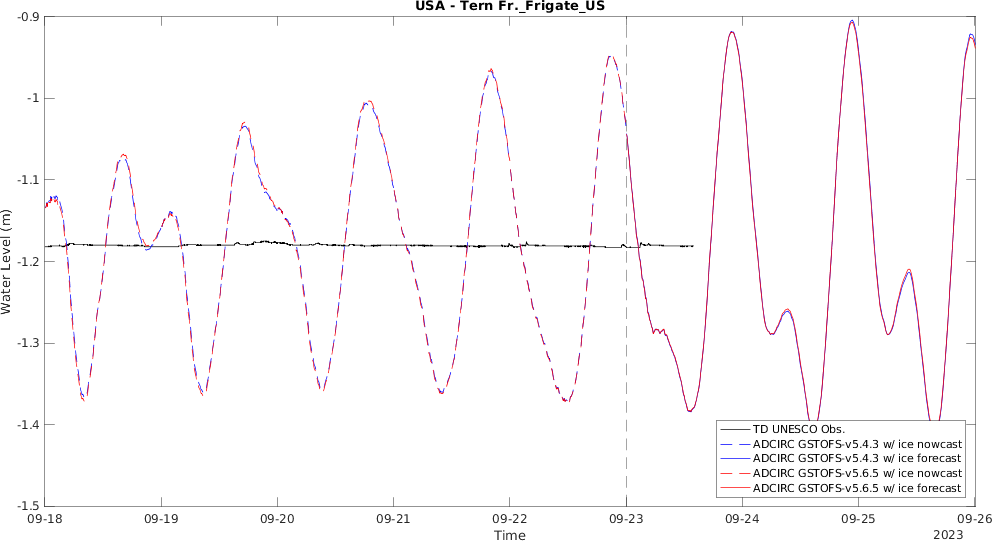 USA - Tern Fr._Frigate_US
-0.9
-1
-1.1
-1.2
-1.3
-1.4
-1.5
Water Level (m)
TD UNESCO Obs.
ADCIRC GSTOFS-v5.4.3 w/ ice nowcast
ADCIRC GSTOFS-v5.4.3 w/ ice forecast
ADCIRC GSTOFS-v5.6.5 w/ ice nowcast
ADCIRC GSTOFS-v5.6.5 w/ ice forecast
09-18 09-19 09-20 09-21 09-22 09-23 09-24 09-25 09-26
Time
2023